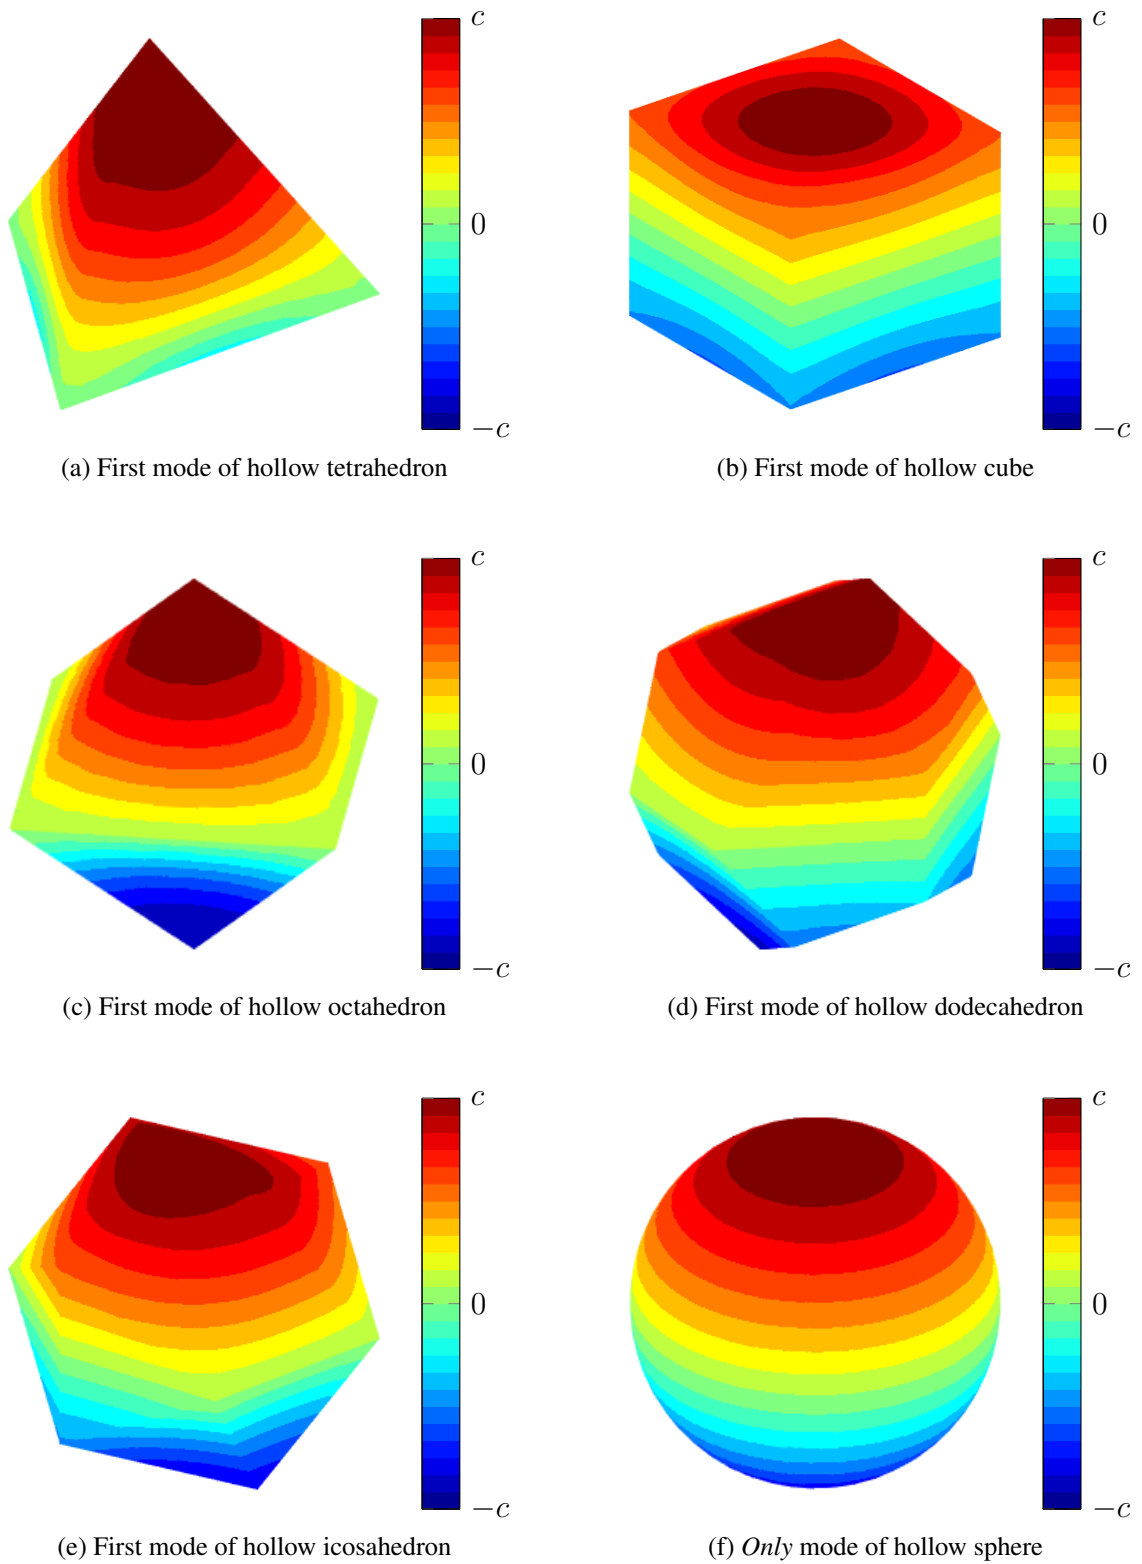 c
0
−c
c
0
−c
(a) First mode of hollow tetrahedron
(b) First mode of hollow cube
c
0
−c
c
0
−c
(c) First mode of hollow octahedron
(d) First mode of hollow dodecahedron
c
0
−c
c
0
−c
(e) First mode of hollow icosahedron
(f) Only mode of hollow sphere